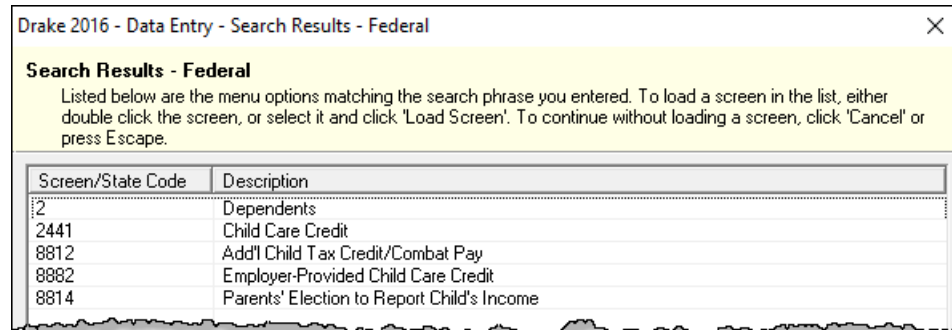 Drake 2016 - Data Entry - Search Results - Federal
Search Results - Federal
Listed below are the menu options matching the search phrase you entered. To load a screen in the list, either
double click the screen, or select it and click 'Load Screen'. To continue without loading a screen, click 'Cancel' or
press Escape.
Screen/State Code Description
2 Dependents
2441 Child Care Credit
8812 Add'l Child Tax Credit/Combat Pay
8882 Employer-Provided Child Care Credit
8814 Parents' Election to Report Child's Income